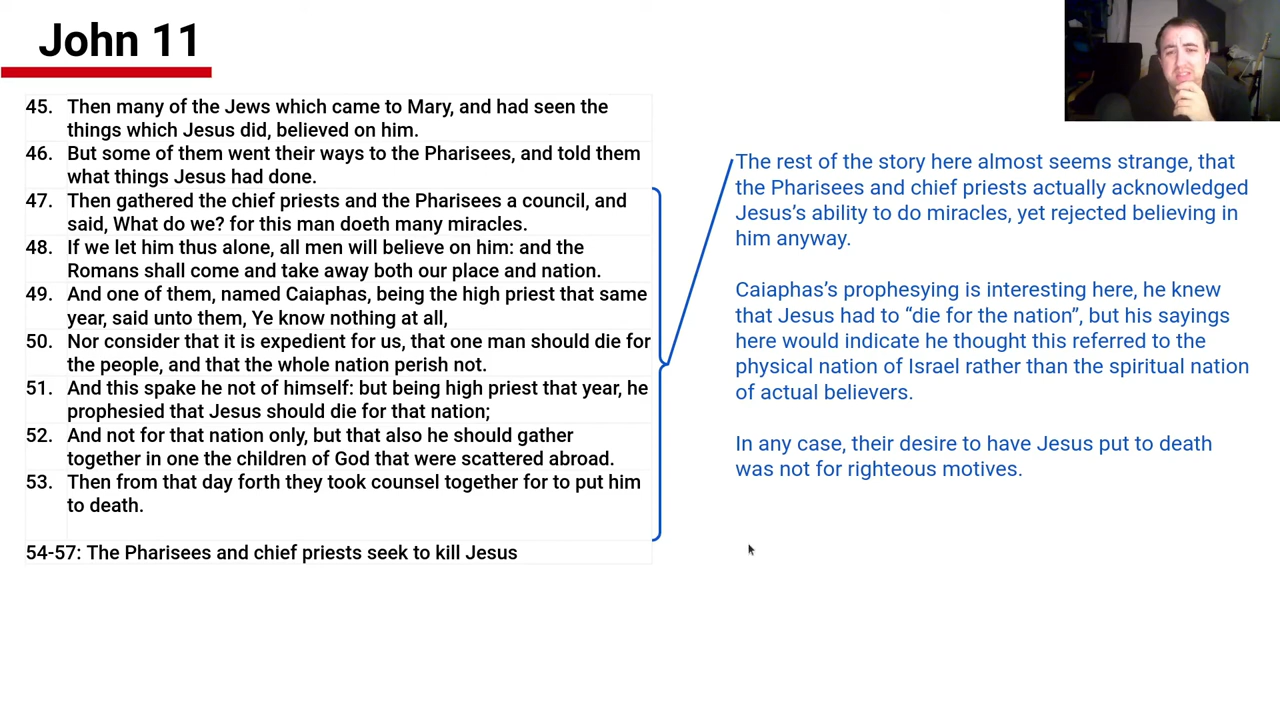 John 11
45. Then many of the Jews which came to Mary, and had seen the
things which Jesus did, believed on him.
46. But some of them went their ways to the Pharisees, and told them
what things Jesus had done.
47. Then gathered the chief priests and the Pharisees a council, and
said, What do we? for this man doeth many miracles.
48. If we let him thus alone, all men will believe on him: and the
Romans shall come and take away both our place and nation.
49. And one of them, named Caiaphas, being the high priest that same
year, said unto them, Ye know nothing at all,
50. Nor consider that it is expedient for us, that one man should die for
the people, and that the whole nation perish not.
51. And this spake he not of himself: but being high priest that year, he
prophesied that Jesus should die for that nation;
52. And not for that nation only, but that also he should gather
together in one the children of God that were scattered abroad.
53. Then from that day forth they took counsel together for to put him
to death.
54-57: The Pharisees and chief priests seek to kill Jesus
The rest of the story here almost seems strange, that
the Pharisees and chief priests actually acknowledged
Jesus’s ability to do miracles, yet rejected believing in
him anyway.
Caiaphas’s prophesying is interesting here, he knew
that Jesus had to “die for the nation”, but his sayings
here would indicate he thought this referred to the
physical nation of Israel rather than the spiritual nation
of actual believers.
In any case, their desire to have Jesus put to death
was not for righteous motives.